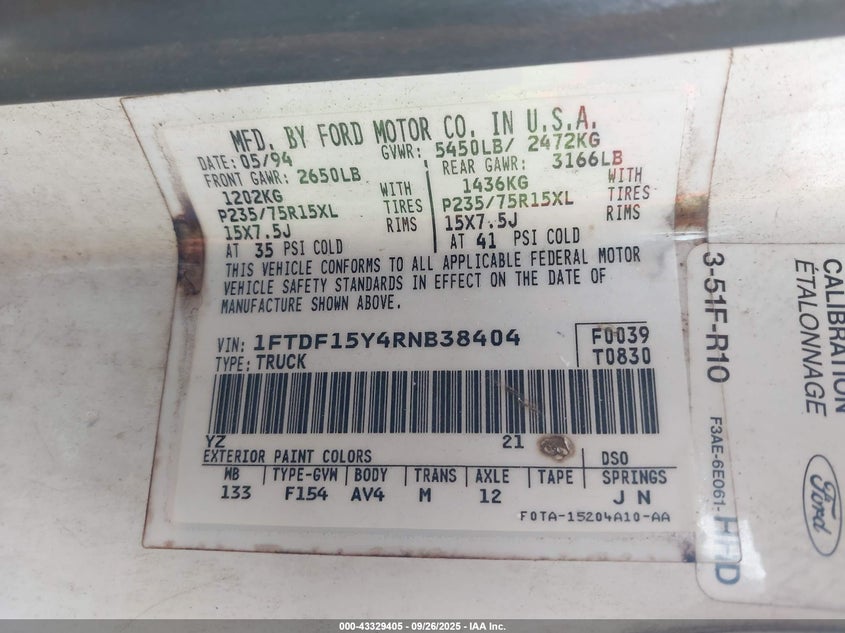 MFD. BY FORD MOTOR CO. IN U.S.A.
DATE: 05/94 GVWR: 5450LB/ 2472KG
FRONT GAWR: 2650LB REAR GAWR: 3166LB
1202KG WITH 1436KG WITH
P235/75R15XL TIRES P235/75R15XL TIRES
15X7.5J RIMS 15X7.5J RIMS
AT 35 PSI COLD AT 41 PSI COLD
THIS VEHICLE CONFORMS TO ALL APPLICABLE FEDERAL MOTOR
VEHICLE SAFETY STANDARDS IN EFFECT ON THE DATE OF
MANUFACTURE SHOWN ABOVE.
VIN: 1FTDF15Y4RNB38404 F0039
TYPE: TRUCK T0830
YZ 21
EXTERIOR PAINT COLORS DSO
WB TYPE-GVW BODY TRANS AXLE TAPE SPRINGS
133 F154 AV4 M 12 J N
F0TA-15204A10-AA
CALIBRATION
ÉTALONNAGE
3-51F-R10
F3AE-6E061-
HHD
Ford
000-43329405 - 09/26/2025 - IAA Inc.